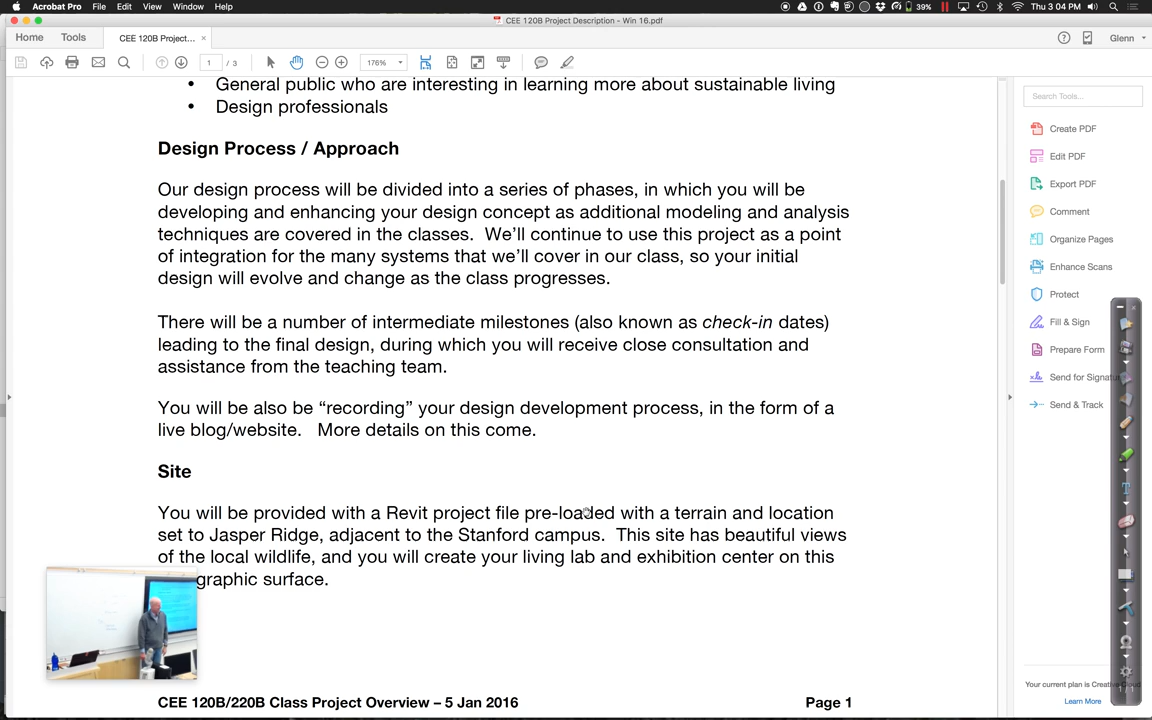 Acrobat Pro File Edit View Window Help 39% Thu 3 04 PM
CEE 120B Project Description - Win 16.pdf
Home Tools CEE 120B Project... × Glenn
1 / 3 176%
Search Tools...
• General public who are interesting in learning more about sustainable living
• Design professionals
Design Process / Approach
Our design process will be divided into a series of phases, in which you will be
developing and enhancing your design concept as additional modeling and analysis
techniques are covered in the classes. We'll continue to use this project as a point
of integration for the many systems that we'll cover in our class, so your initial
design will evolve and change as the class progresses.
There will be a number of intermediate milestones (also known as check-in dates)
leading to the final design, during which you will receive close consultation and
assistance from the teaching team.
You will be also be “recording” your design development process, in the form of a
live blog/website. More details on this come.
Site
You will be provided with a Revit project file pre-loaded with a terrain and location
set to Jasper Ridge, adjacent to the Stanford campus. This site has beautiful views
of the local wildlife, and you will create your living lab and exhibition center on this
graphic surface.
CEE 120B/220B Class Project Overview – 5 Jan 2016 Page 1
Create PDF
Edit PDF
Export PDF
Comment
Organize Pages
Enhance Scans
Protect
Fill & Sign
Prepare Form
Send for Signatu
Send & Track
1 / 1
Your current plan is Creative Cloud
Learn More